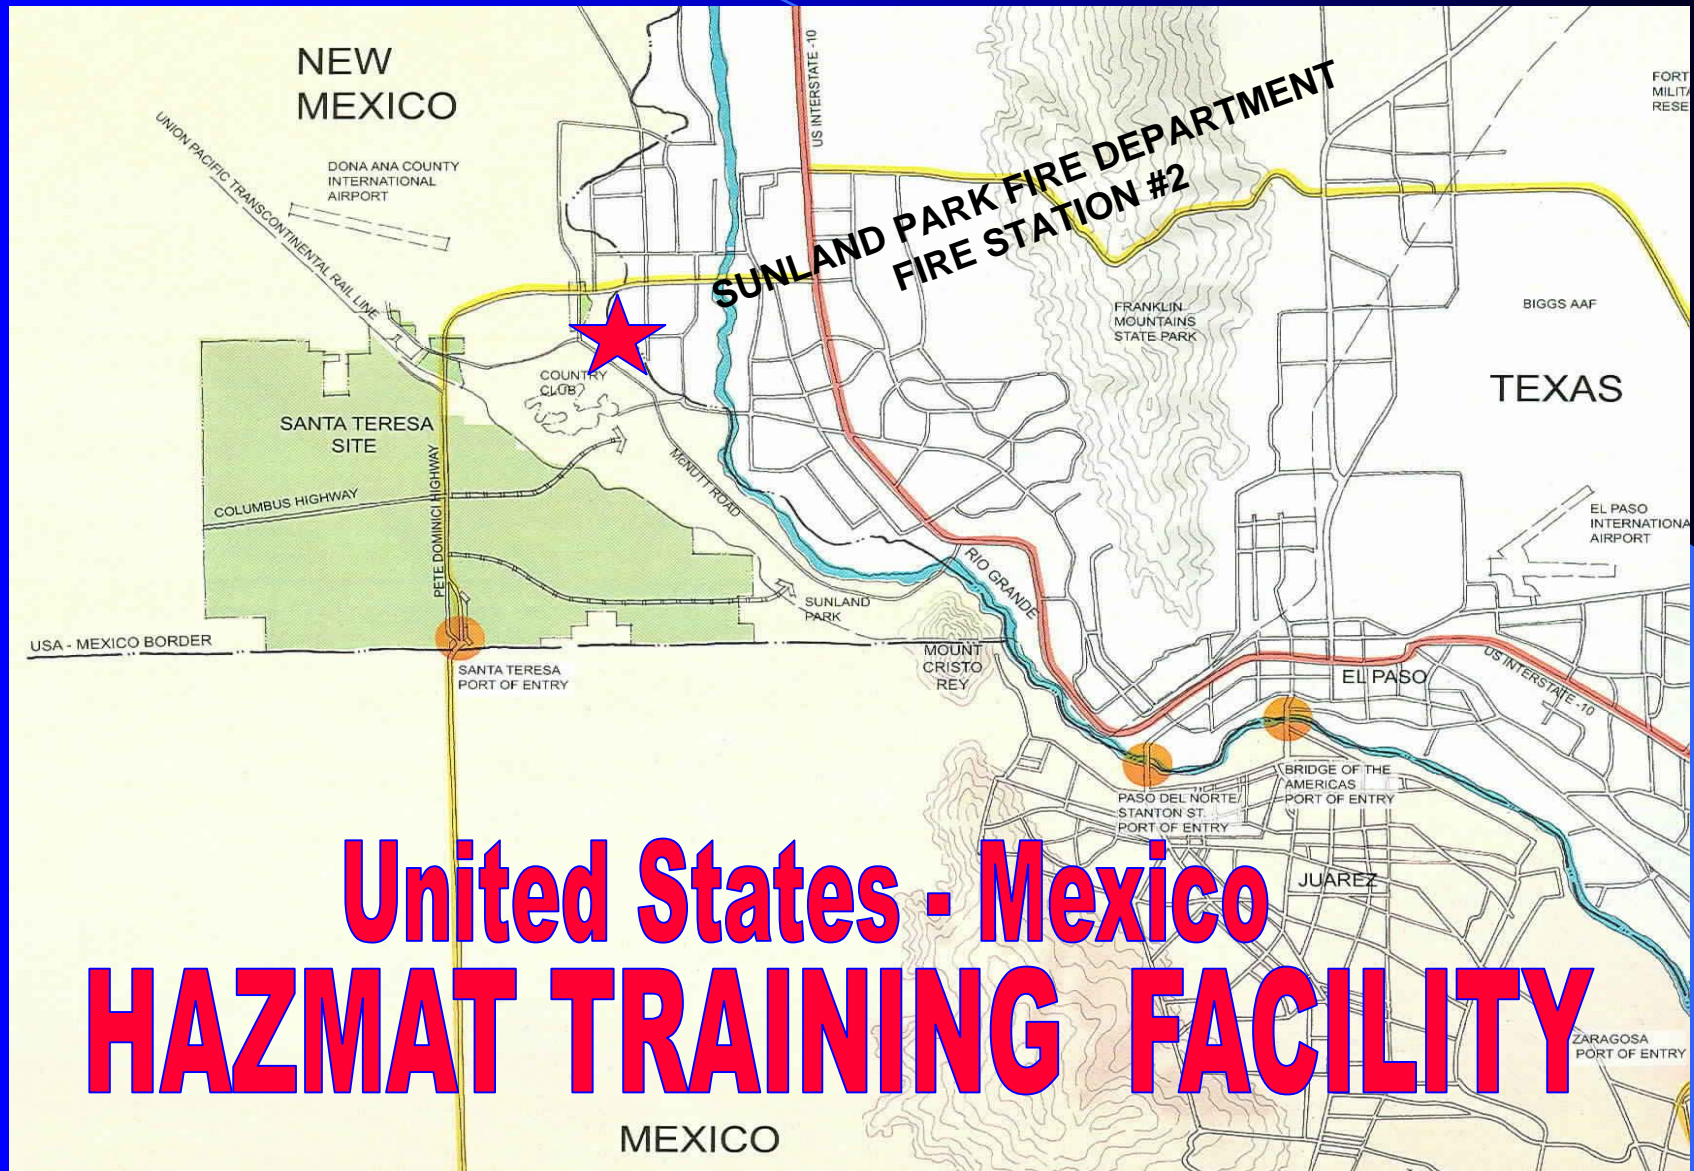 NEW
MEXICO
US INTERSTATE -10
FORT
MILITA
RESE
UNION PACIFIC TRANSCONTINENTAL RAIL LINE
DONA ANA COUNTY
INTERNATIONAL
AIRPORT
SUNLAND PARK FIRE DEPARTMENT
FIRE STATION #2
FRANKLIN
MOUNTAINS
STATE PARK
BIGGS AAF
TEXAS
COUNTRY
CLUB
SANTA TERESA
SITE
COLUMBUS HIGHWAY
PETE DOMINICI HIGHWAY
McNUTT ROAD
EL PASO
INTERNATIONA
AIRPORT
RIO GRANDE
SUNLAND
PARK
USA - MEXICO BORDER
SANTA TERESA
PORT OF ENTRY
MOUNT
CRISTO
REY
EL PASO
US INTERSTATE -10
BRIDGE OF THE
AMERICAS
PORT OF ENTRY
PASO DEL NORTE/
STANTON ST.
PORT OF ENTRY
JUAREZ
United States - Mexico
HAZMAT TRAINING FACILITY
ZARAGOSA
PORT OF ENTRY
MEXICO